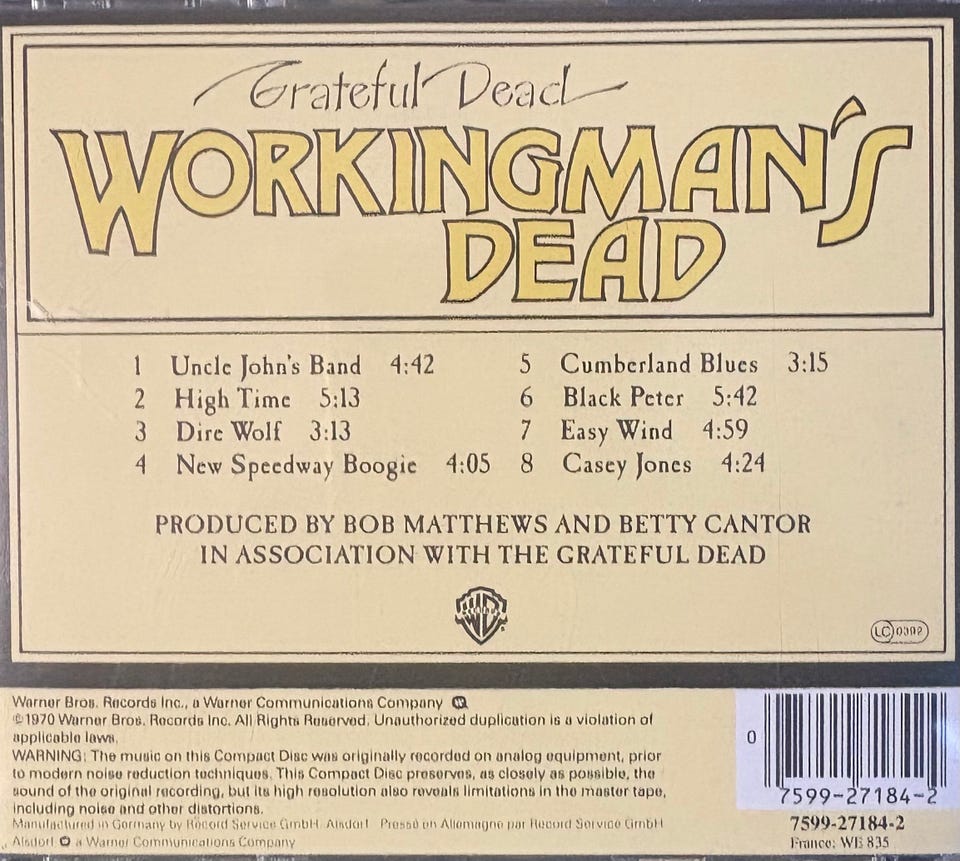 Grateful Dead
WORKINGMAN'S
DEAD
1 Uncle John's Band 4:42
2 High Time 5:13
3 Dire Wolf 3:13
4 New Speedway Boogie 4:05
5 Cumberland Blues 3:15
6 Black Peter 5:42
7 Easy Wind 4:59
8 Casey Jones 4:24
PRODUCED BY BOB MATTHEWS AND BETTY CANTOR
IN ASSOCIATION WITH THE GRATEFUL DEAD
LC 0392
Warner Bros. Records Inc., a Warner Communications Company
℗©1970 Warner Bros. Records Inc. All Rights Reserved. Unauthorized duplication is a violation of
applicable laws.
WARNING: The music on this Compact Disc was originally recorded on analog equipment, prior
to modern noise reduction techniques. This Compact Disc preserves, as closely as possible, the
sound of the original recording, but its high resolution also reveals limitations in the master tape,
including noise and other distortions.
Manufactured in Germany by Record Service GmbH, Alsdorf Pressé en Allemagne par Record Service GmbH
Alsdorf a Warner Communications Company
0
7599-27184-2
7599-27184-2
France: WE 835